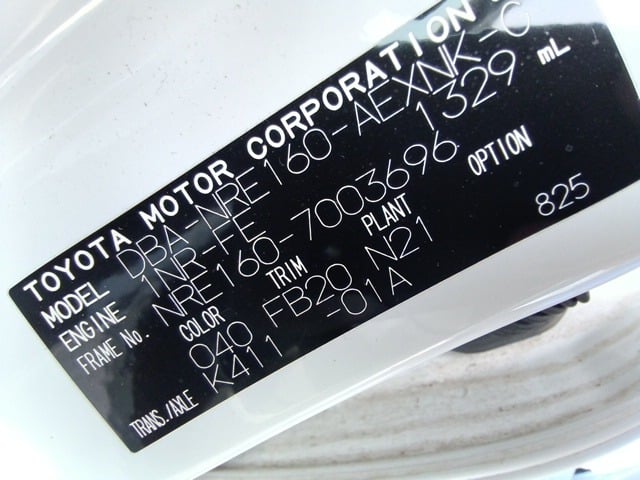 TOYOTA MOTOR CORPORATION
MODEL DBA-NRE160-AEXNK-C
ENGINE 1NR-FE 1329 mL
FRAME No. NRE160-7003696
COLOR TRIM PLANT OPTION
040 FB20 N21 825
TRANS./AXLE K411 -01A